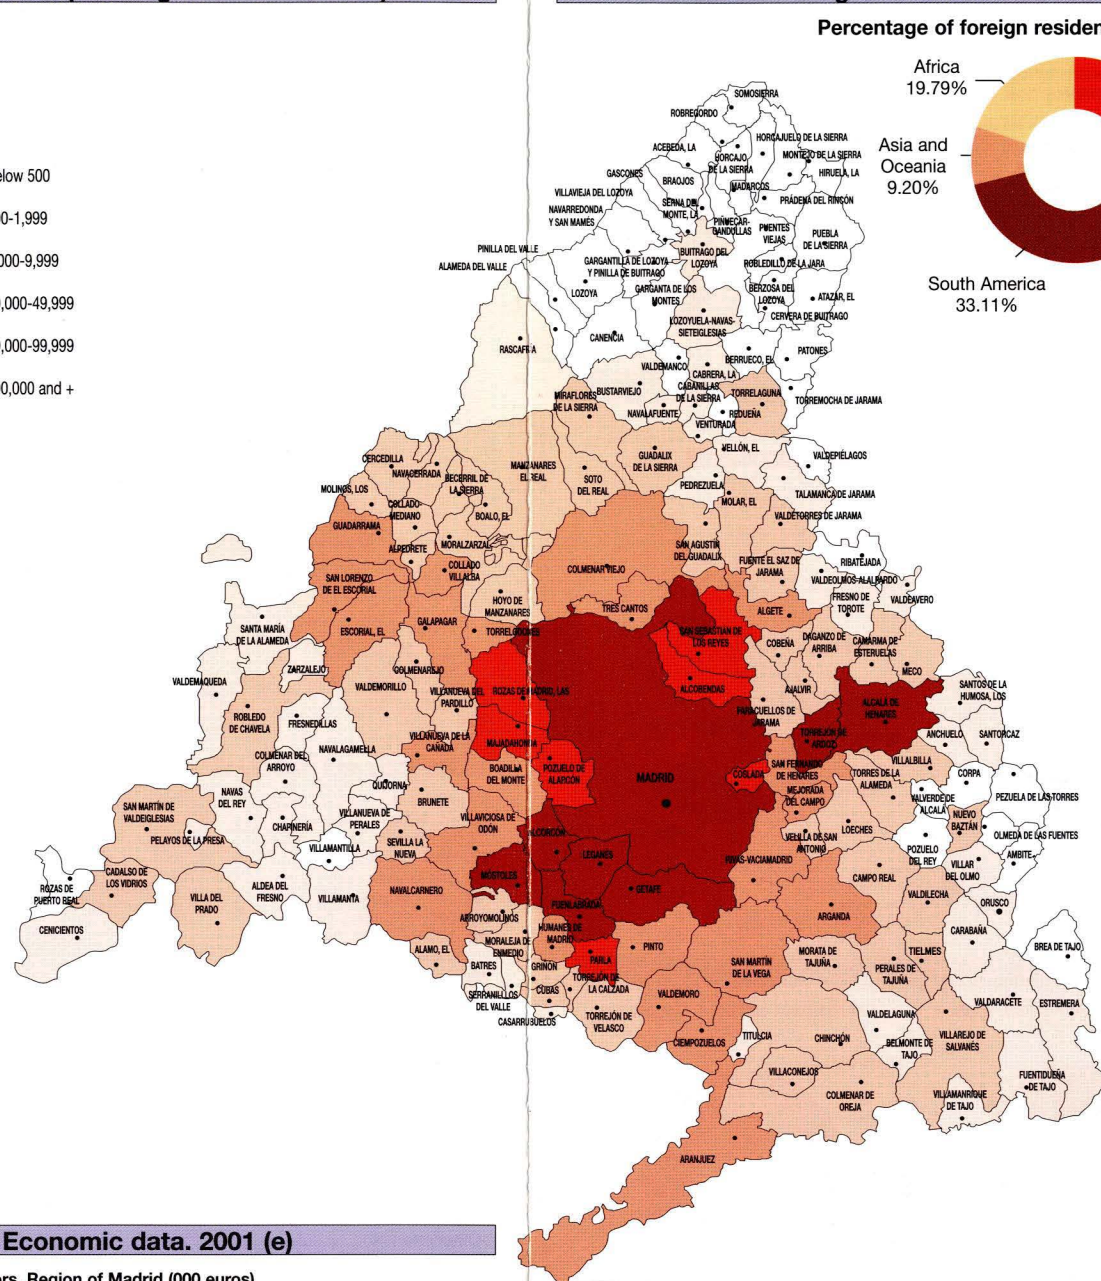 Percentage of foreign residen
Africa
19.79%
Asia and
Oceania
9.20%
South America
33.11%
elow 500
0-1,999
000-9,999
0,000-49,999
0,000-99,999
00,000 and +
SOMOSIERRA
ROBREGORDO
HORCAJUELO DE LA SIERRA
ACEBEDA, LA
HORCAJO
DE LA SIERRA
MONTEJO DE LA SIERRA
GASCONES
BRAOJOS
HIRUELA, LA
MADARCOS
VILLAVIEJA DEL LOZOYA
PRÁDENA DEL RINCÓN
SERNA DEL
MONTE, LA
NAVARREDONDA
Y SAN MAMÉS
PIÑUECAR-
GANDULLAS
PUENTES
VIEJAS
PUEBLA
DE LA SIERRA
PINILLA DEL VALLE
BUITRAGO DEL
LOZOYA
ALAMEDA DEL VALLE
GARGANTILLA DE LOZOYA
Y PINILLA DE BUITRAGO
ROBLEDILLO DE LA JARA
LOZOYA
GARGANTA DE LOS
MONTES
BERZOSA DEL
LOZOYA
ATAZAR, EL
CERVERA DE BUITRAGO
LOZOYUELA-NAVAS-
SIETEIGLESIAS
CANENCIA
RASCAFRIA
BERRUECO, EL
PATONES
VALDEMANCO
CABRERA, LA
MIRAFLORES
DE LA SIERRA
BUSTARVIEJO
CABANILLAS
DE LA SIERRA
TORRELAGUNA
TORREMOCHA DE JARAMA
NAVALAFUENTE
REDUEÑA
VENTURADA
VELLÓN, EL
VALDEPIÉLAGOS
CERCEDILLA
NAVACERRADA
MANZANARES
EL REAL
GUADALIX
DE LA SIERRA
BECERRIL DE
LA SIERRA
SOTO
DEL REAL
PEDREZUELA
MOLINOS, LOS
TALAMANCA DE JARAMA
MOLAR, EL
COLLADO
MEDIANO
BOALO, EL
VALDETORRES DE JARAMA
GUADARRAMA
ALPEDRETE
MORALZARZAL
SAN AGUSTÍN
DEL GUADALIX
FUENTE EL SAZ DE
JARAMA
RIBATEJADA
COLLADO
VILLALBA
COLMENAR VIEJO
VALDEOLMOS-ALALPARDO
SAN LORENZO
DE EL ESCORIAL
HOYO DE
MANZANARES
TRES CANTOS
ALGETE
FRESNO DE
TOROTE
VALDEAVERO
SANTA MARÍA
DE LA ALAMEDA
ESCORIAL, EL
GALAPAGAR
TORRELODONES
SAN SEBASTIAN DE
LOS REYES
COBEÑA
DAGANZO DE
ARRIBA
CAMARMA DE
ESTERUELAS
ZARZALEJO
COLMENAREJO
MECO
VALDEMAQUEDA
VALDEMORILLO
VILLANUEVA DEL
PARDILLO
ROZAS DE MADRID, LAS
ALCOBENDAS
AJALVIR
SANTOS DE LA
HUMOSA, LOS
ROBLEDO
DE CHAVELA
FRESNEDILLAS
PARACUELLOS DE
JARAMA
ALCALA DE
HENARES
NAVALAGAMELLA
VILLANUEVA DE LA
CAÑADA
MAJADAHONDA
TORREJÓN DE
ARDOZ
ANCHUELO
SANTORCAZ
COLMENAR DEL
ARROYO
BOADILLA
DEL MONTE
POZUELO DE
ALARCÓN
MADRID
COSLADA
SAN FERNANDO
DE HENARES
VILLALBILLA
TORRES DE LA
ALAMEDA
CORPA
NAVAS
DEL REY
QUIJORNA
MEJORADA
DEL CAMPO
VALVERDE DE
ALCALÁ
PEZUELA DE LAS TORRES
BRUNETE
SAN MARTÍN DE
VALDEIGLESIAS
VILLANUEVA DE
PERALES
VILLAVICIOSA DE
ODÓN
NUEVO
BAZTÁN
CHAPINERÍA
LOECHES
PELAYOS DE LA PRESA
SEVILLA LA
NUEVA
ALCORCÓN
VELILLA DE SAN
ANTONIO
OLMEDA DE LAS FUENTES
VILLAMANTILLA
LEGANÉS
POZUELO
DEL REY
AMBITE
RIVAS-VACIAMADRID
VILLAR
DEL OLMO
CADALSO DE
LOS VIDRIOS
MÓSTOLES
CAMPO REAL
ROZAS DE
PUERTO REAL
ALDEA DEL
FRESNO
NAVALCARNERO
GETAFE
VALDILECHA
ORUSCO
VILLA DEL
PRADO
VILLAMANTA
FUENLABRADA
ARGANDA
ARROYOMOLINOS
CENICIENTOS
HUMANES DE
MADRID
CARABAÑA
MORALEJA DE
ENMEDIO
PINTO
BREA DE TAJO
ALAMO, EL
MORATA DE
TAJUÑA
TIELMES
PARLA
SAN MARTÍN
DE LA VEGA
BATRES
GRIÑÓN
PERALES DE
TAJUÑA
TORREJÓN DE
LA CALZADA
CUBAS
SERRANILLOS
DEL VALLE
VALDEMORO
VALDARACETE
ESTREMERA
CASARRUBUELOS
TORREJÓN DE
VELASCO
VALDELAGUNA
TITULCIA
CHINCHÓN
VILLAREJO DE
SALVANÉS
CIEMPOZUELOS
BELMONTE DE
TAJO
VILLACONEJOS
FUENTIDUEÑA
DE TAJO
COLMENAR DE
OREJA
VILLAMANRIQUE
DE TAJO
ARANJUEZ
Economic data. 2001 (e)
ers. Region of Madrid (000 euros)